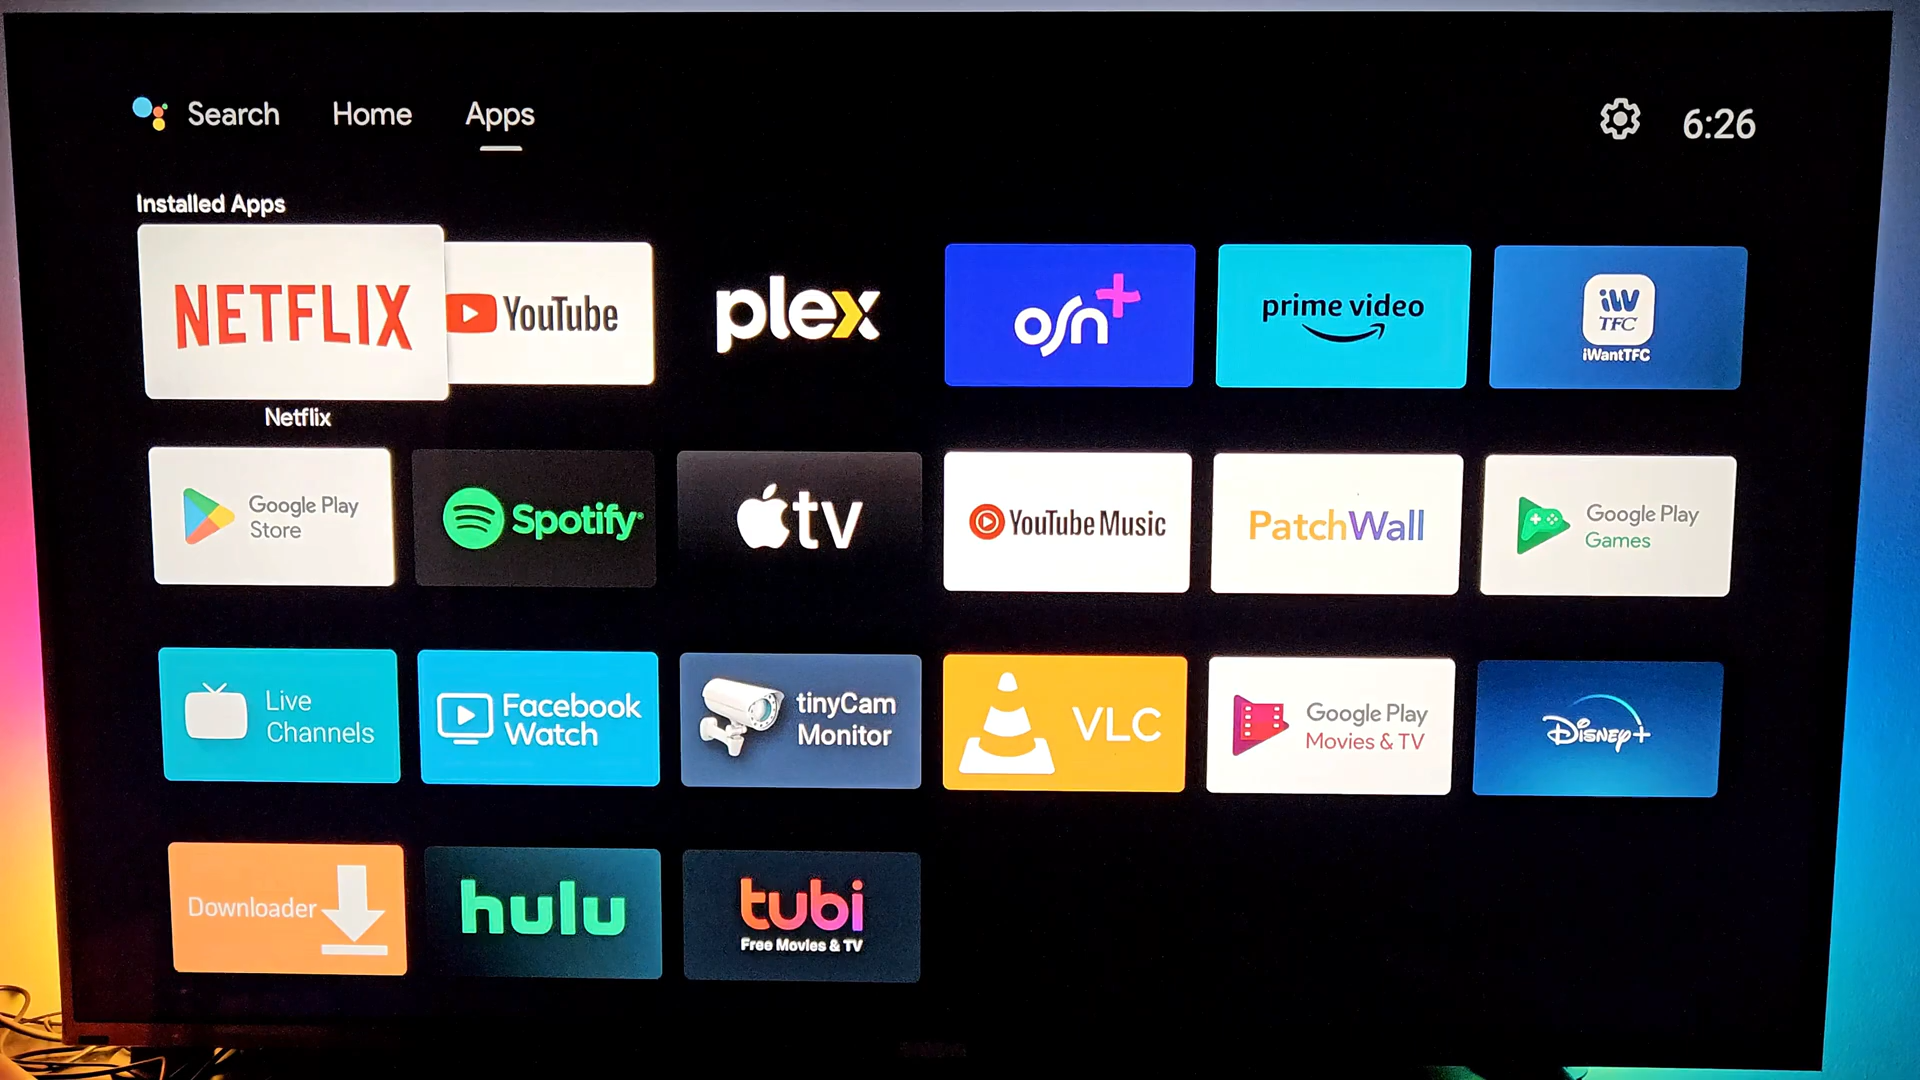 Search Home Apps
6:26
Installed Apps
NETFLIX
YouTube
plex
osn+
prime video
iW
TFC
iWantTFC
Netflix
Google Play
Store
Spotify
tv
YouTube Music
PatchWall
Google Play
Games
Live
Channels
Facebook
Watch
tinyCam
Monitor
VLC
Google Play
Movies & TV
Disney+
Downloader
hulu
tubi
Free Movies & TV